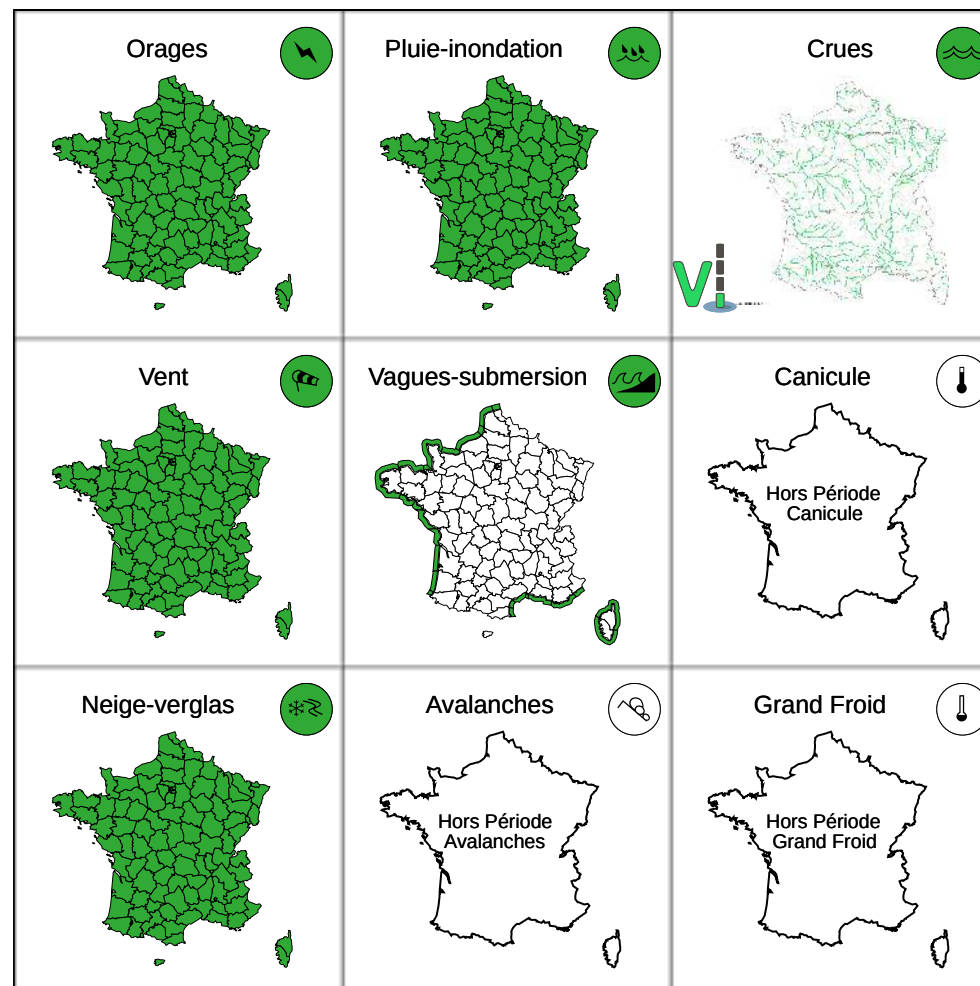 Orages
Pluie-inondation
Crues
Vi
Vent
Vagues-submersion
Canicule
Hors Période
Canicule
Neige-verglas
Avalanches
Grand Froid
Hors Période
Avalanches
Hors Période
Grand Froid